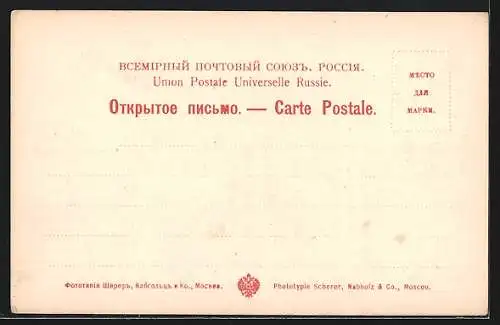 ВСЕМІРНЫЙ ПОЧТОВЫЙ СОЮЗЪ. РОССІЯ.
Union Postale Universelle Russie.
Открытое письмо. — Carte Postale.
МѢСТО
ДЛЯ
МАРКИ.
Фототипія Шереръ, Набгольцъ и Ко., Москва.
Phototypie Scherer, Nabholz & Co., Moscou.